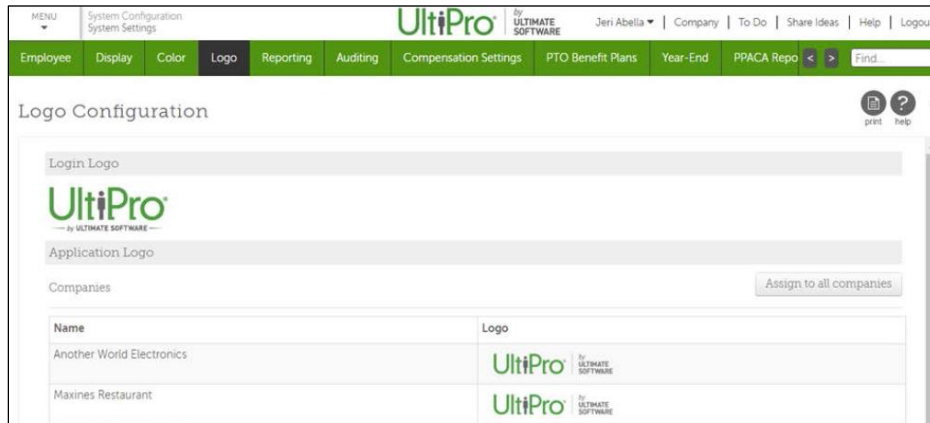 MENU
System Configuration
System Settings
UltiPro by ULTIMATE SOFTWARE
Jeri Abella | Company | To Do | Share Ideas | Help | Logou
Employee Display Color Logo Reporting Auditing Compensation Settings PTO Benefit Plans Year-End PPACA Repo < > Find...
Logo Configuration
print help
Login Logo
UltiPro
by ULTIMATE SOFTWARE
Application Logo
Companies Assign to all companies
Name Logo
Another World Electronics UltiPro by ULTIMATE SOFTWARE
Maxines Restaurant UltiPro by ULTIMATE SOFTWARE